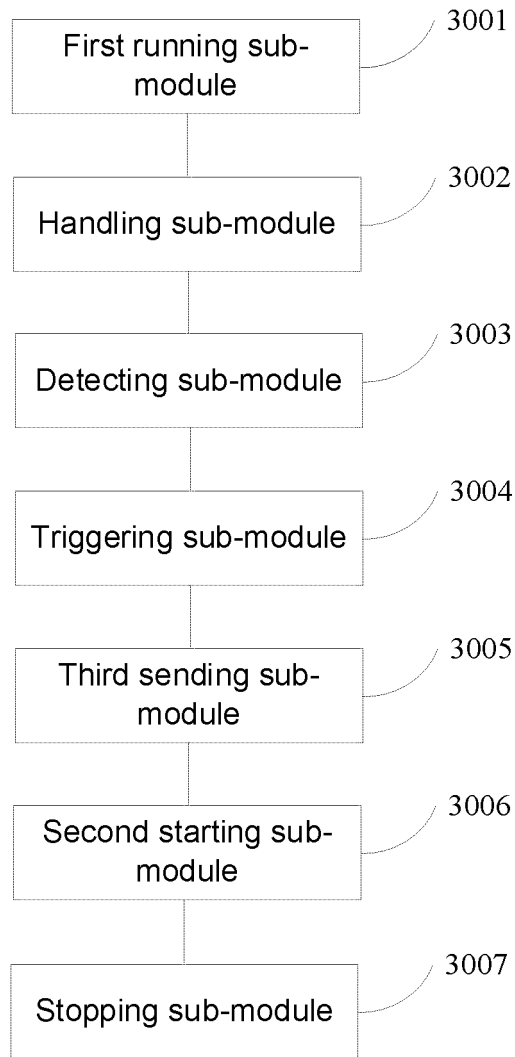 3001
First running sub-
module
3002
Handling sub-module
3003
Detecting sub-module
3004
Triggering sub-module
3005
Third sending sub-
module
3006
Second starting sub-
module
3007
Stopping sub-module